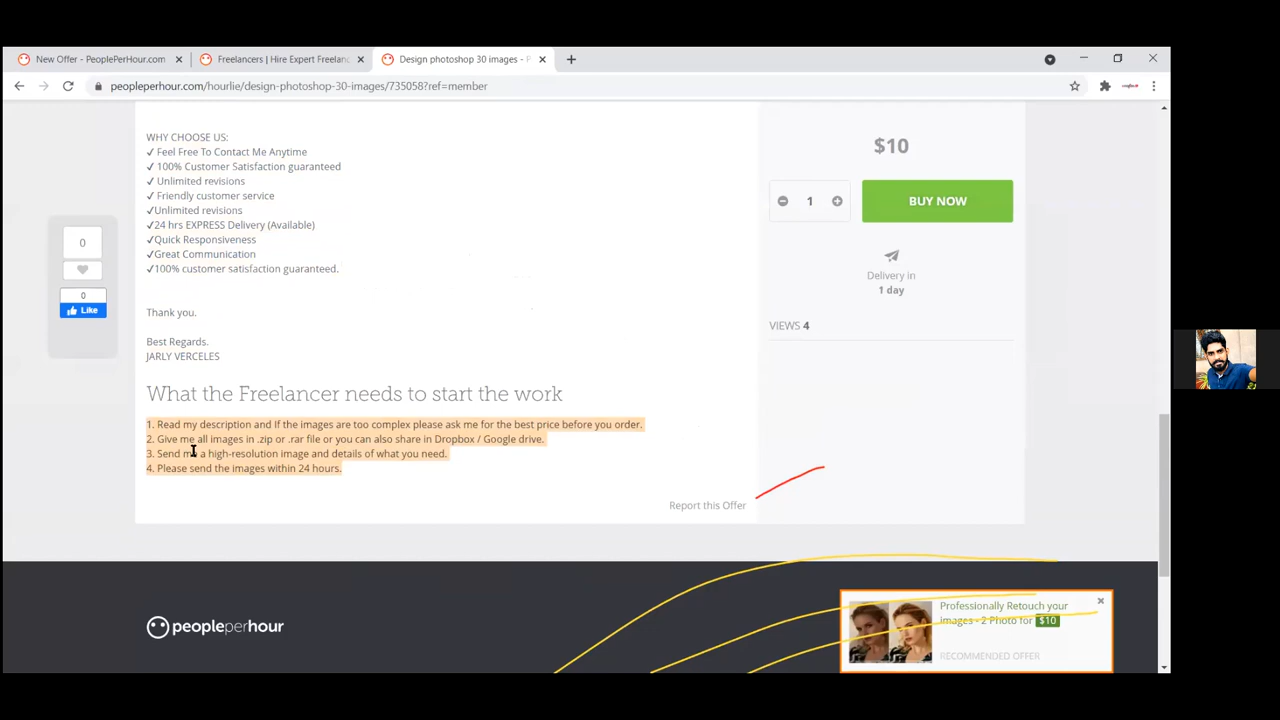 New Offer - PeoplePerHour.com
Freelancers | Hire Expert Freelanc
Design photoshop 30 images - P
peopleperhour.com/hourlie/design-photoshop-30-images/735058?ref=member
WHY CHOOSE US:
✓ Feel Free To Contact Me Anytime
✓ 100% Customer Satisfaction guaranteed
✓ Unlimited revisions
✓ Friendly customer service
✓Unlimited revisions
✓24 hrs EXPRESS Delivery (Available)
✓Quick Responsiveness
✓Great Communication
✓100% customer satisfaction guaranteed.
Thank you.
Best Regards.
JARLY VERCELES
What the Freelancer needs to start the work
1. Read my description and If the images are too complex please ask me for the best price before you order.
2. Give me all images in .zip or .rar file or you can also share in Dropbox / Google drive.
3. Send me a high-resolution image and details of what you need.
4. Please send the images within 24 hours.
Report this Offer
0
0
Like
$10
1
BUY NOW
Delivery in
1 day
VIEWS 4
peopleperhour
Professionally Retouch your
images - 2 Photo for $10
RECOMMENDED OFFER